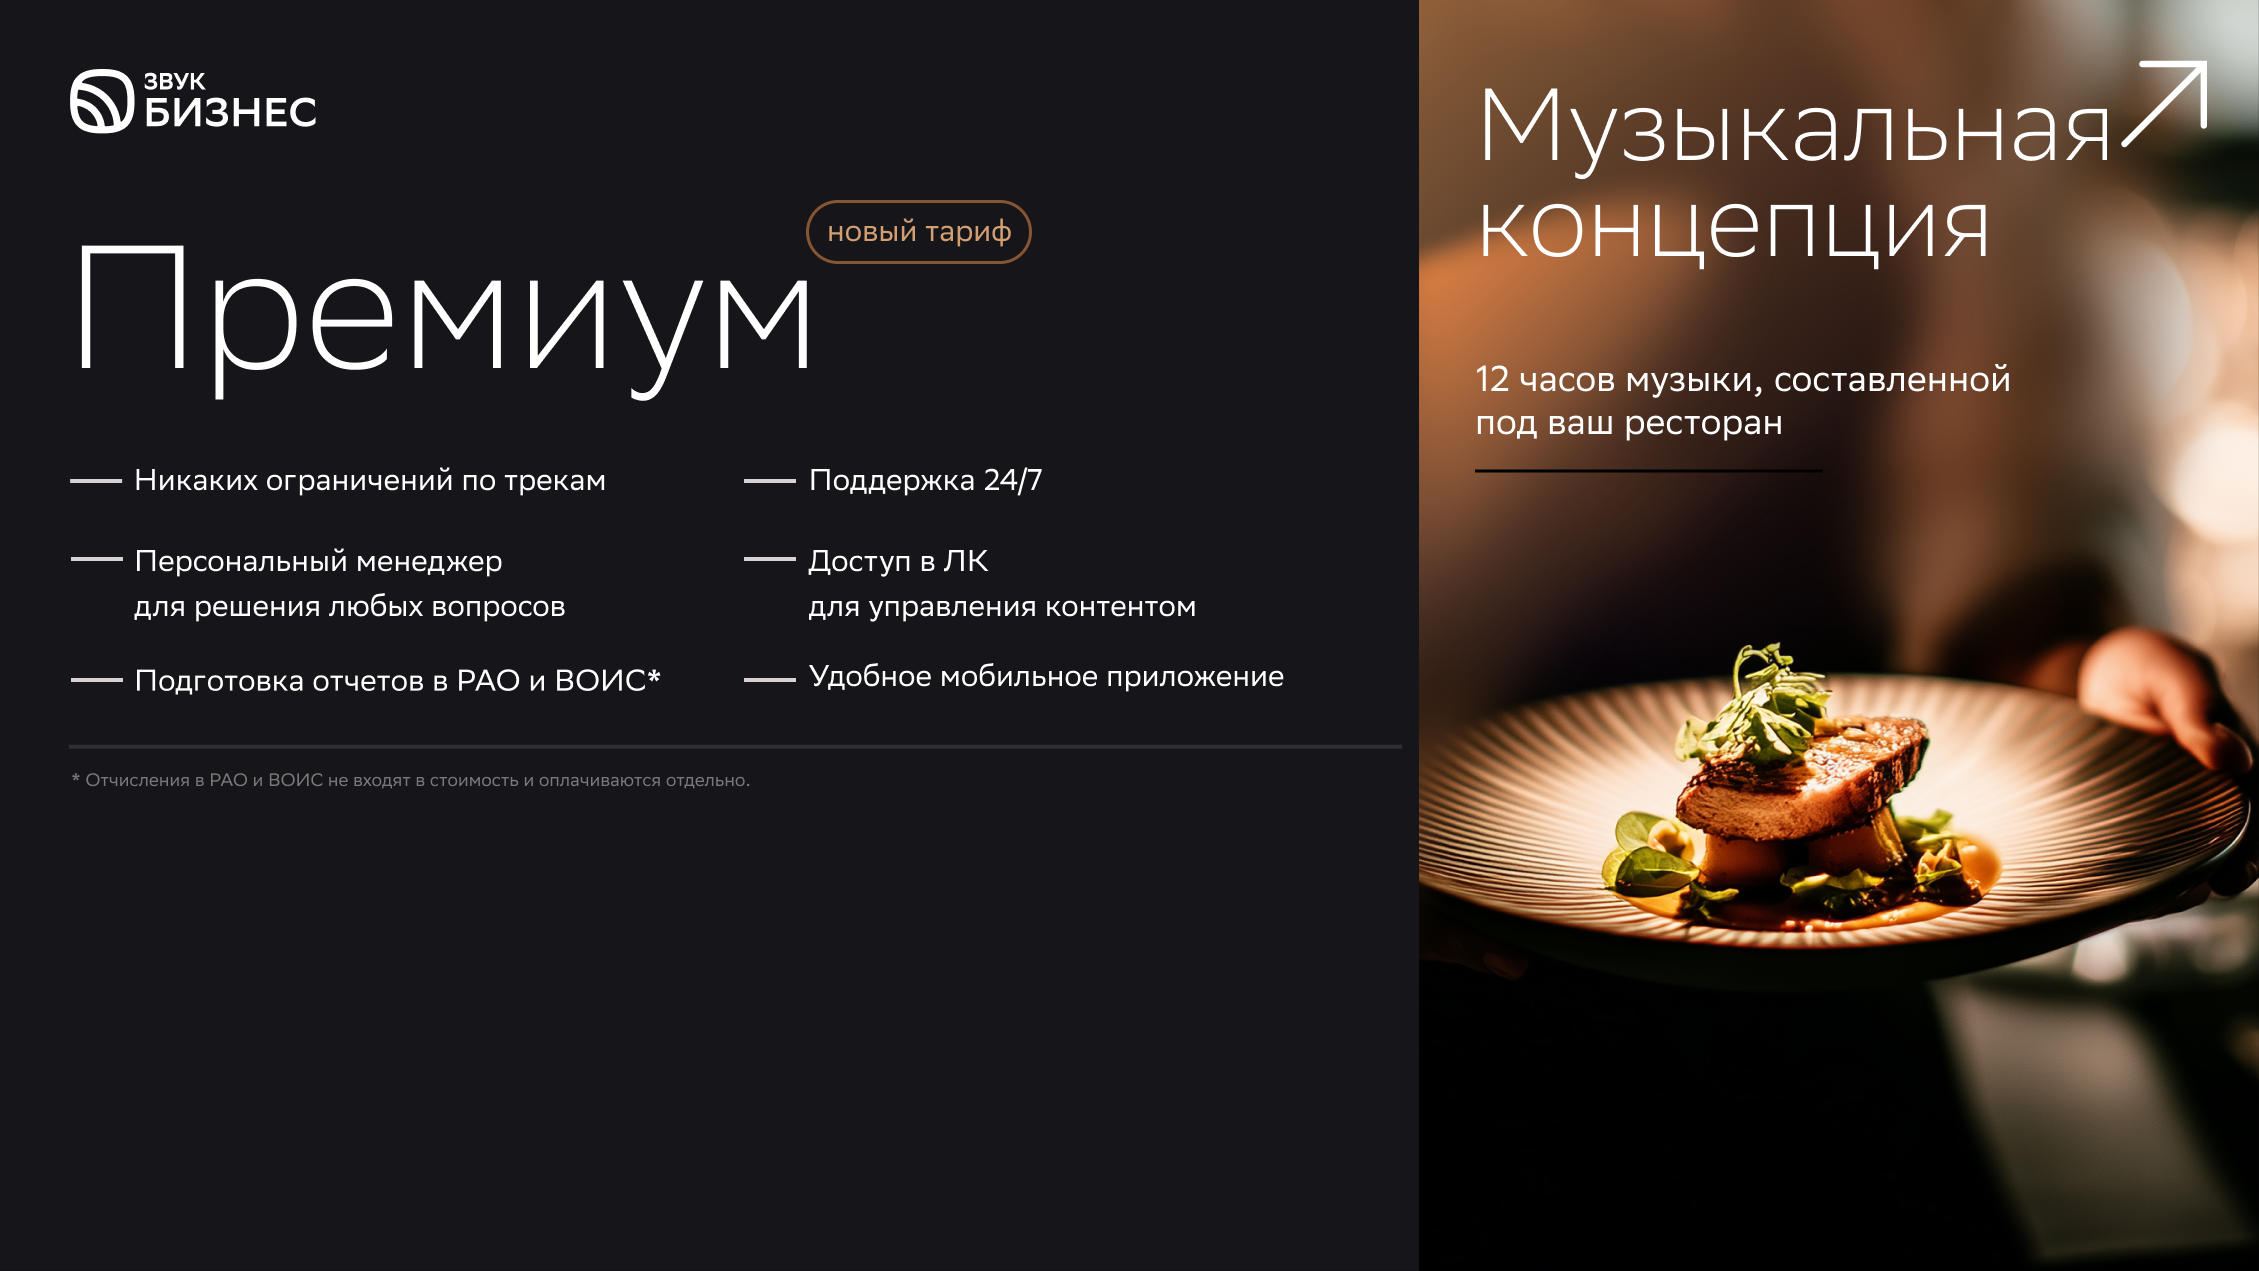 ЗВУК
БИЗНЕС
новый тариф
Премиум
— Никаких ограничений по трекам
— Персональный менеджер
для решения любых вопросов
— Подготовка отчетов в РАО и ВОИС*
— Поддержка 24/7
— Доступ в ЛК
для управления контентом
— Удобное мобильное приложение
* Отчисления в РАО и ВОИС не входят в стоимость и оплачиваются отдельно.
Музыкальная
концепция
12 часов музыки, составленной
под ваш ресторан